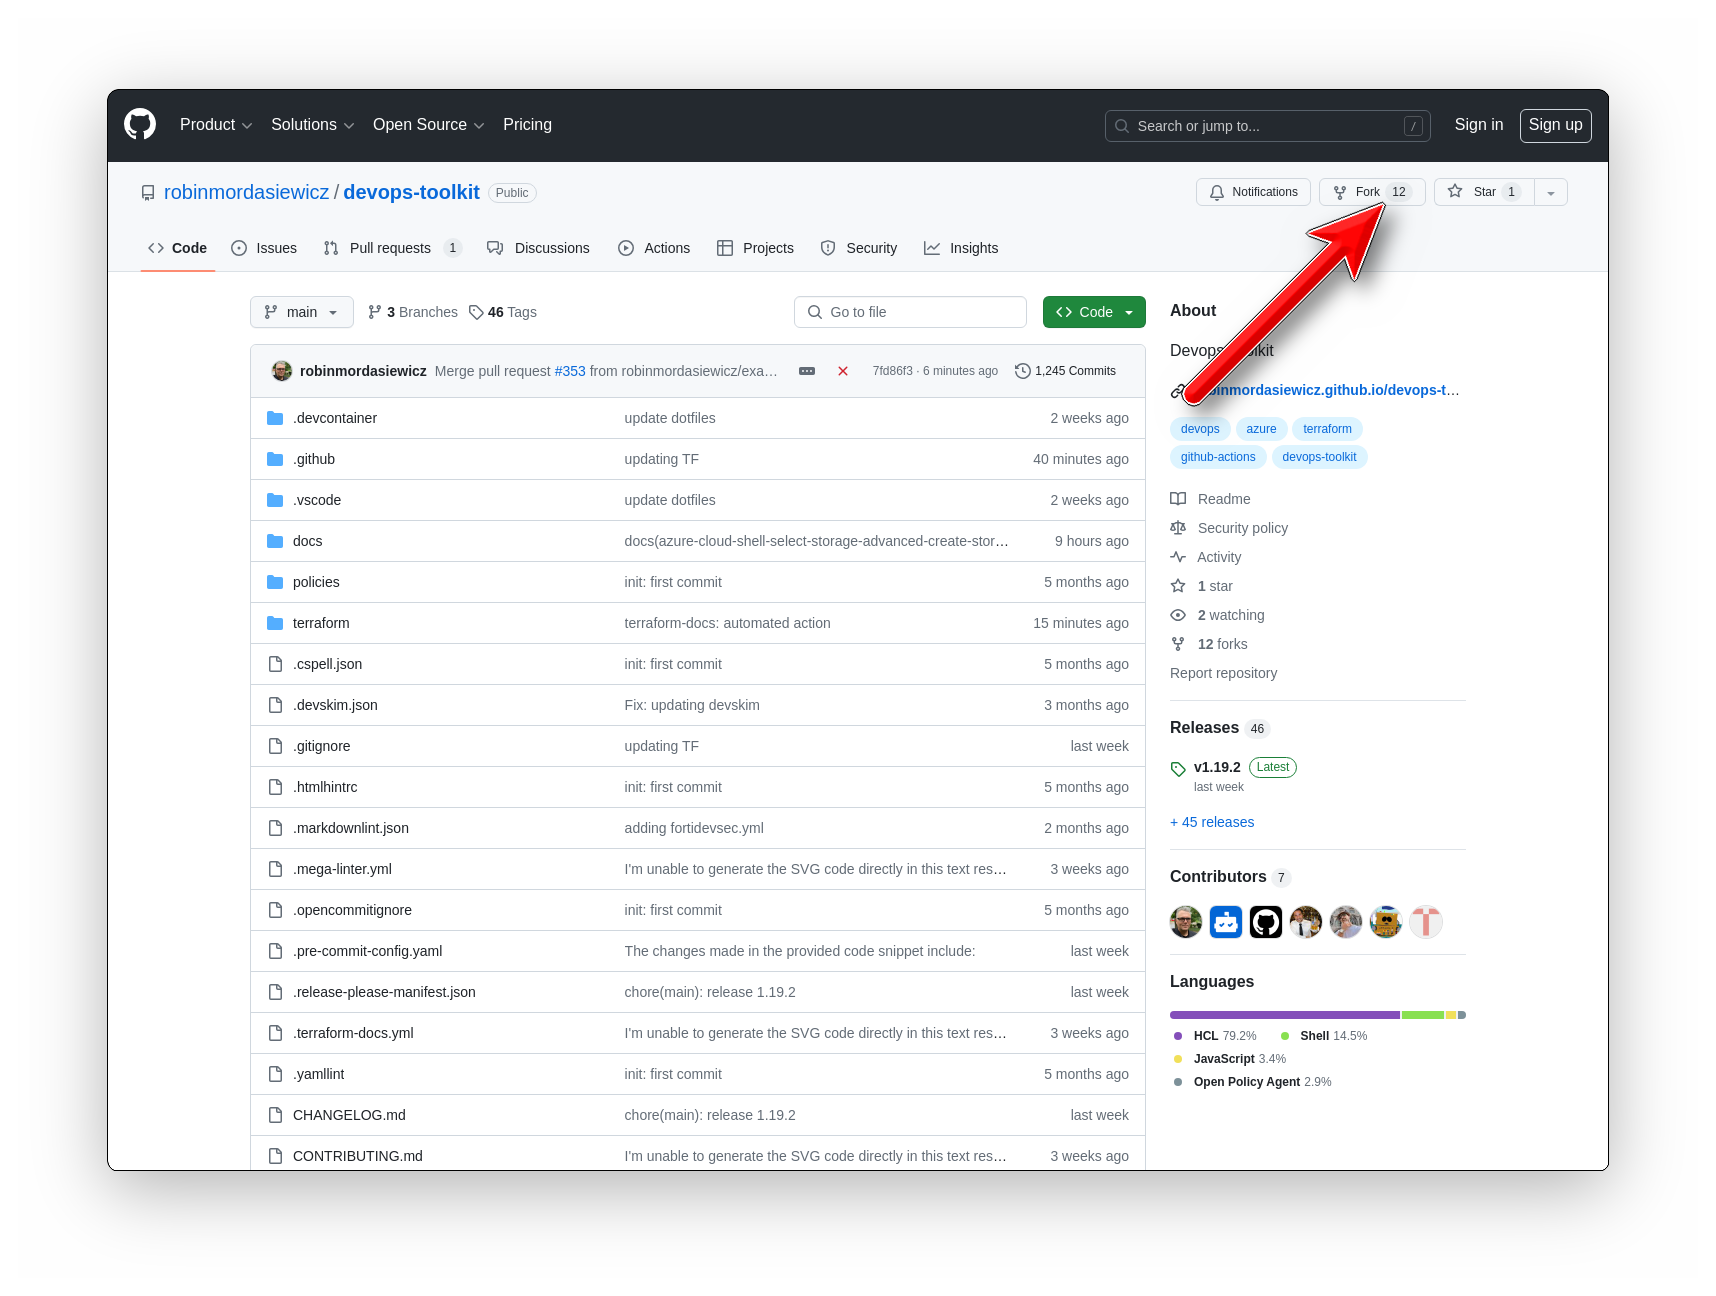 Product Solutions Open Source Pricing Search or jump to... / Sign in Sign up
robinmordasiewicz / devops-toolkit Public Notifications Fork 12 Star 1
Code Issues Pull requests 1 Discussions Actions Projects Security Insights
main 3 Branches 46 Tags Go to file Code
robinmordasiewicz Merge pull request #353 from robinmordasiewicz/exa… 7fd86f3 · 6 minutes ago 1,245 Commits
.devcontainer update dotfiles 2 weeks ago
.github updating TF 40 minutes ago
.vscode update dotfiles 2 weeks ago
docs docs(azure-cloud-shell-select-storage-advanced-create-stor… 9 hours ago
policies init: first commit 5 months ago
terraform terraform-docs: automated action 15 minutes ago
.cspell.json init: first commit 5 months ago
.devskim.json Fix: updating devskim 3 months ago
.gitignore updating TF last week
.htmlhintrc init: first commit 5 months ago
.markdownlint.json adding fortidevsec.yml 2 months ago
.mega-linter.yml I'm unable to generate the SVG code directly in this text res… 3 weeks ago
.opencommitignore init: first commit 5 months ago
.pre-commit-config.yaml The changes made in the provided code snippet include: last week
.release-please-manifest.json chore(main): release 1.19.2 last week
.terraform-docs.yml I'm unable to generate the SVG code directly in this text res… 3 weeks ago
.yamllint init: first commit 5 months ago
CHANGELOG.md chore(main): release 1.19.2 last week
CONTRIBUTING.md I'm unable to generate the SVG code directly in this text res… 3 weeks ago
About
Devops
inmordasiewicz.github.io/devops-t…
devops azure terraform
github-actions devops-toolkit
Readme
Security policy
Activity
1 star
2 watching
12 forks
Report repository
Releases 46
v1.19.2 Latest
last week
+ 45 releases
Contributors 7
Languages
HCL 79.2% Shell 14.5%
JavaScript 3.4%
Open Policy Agent 2.9%